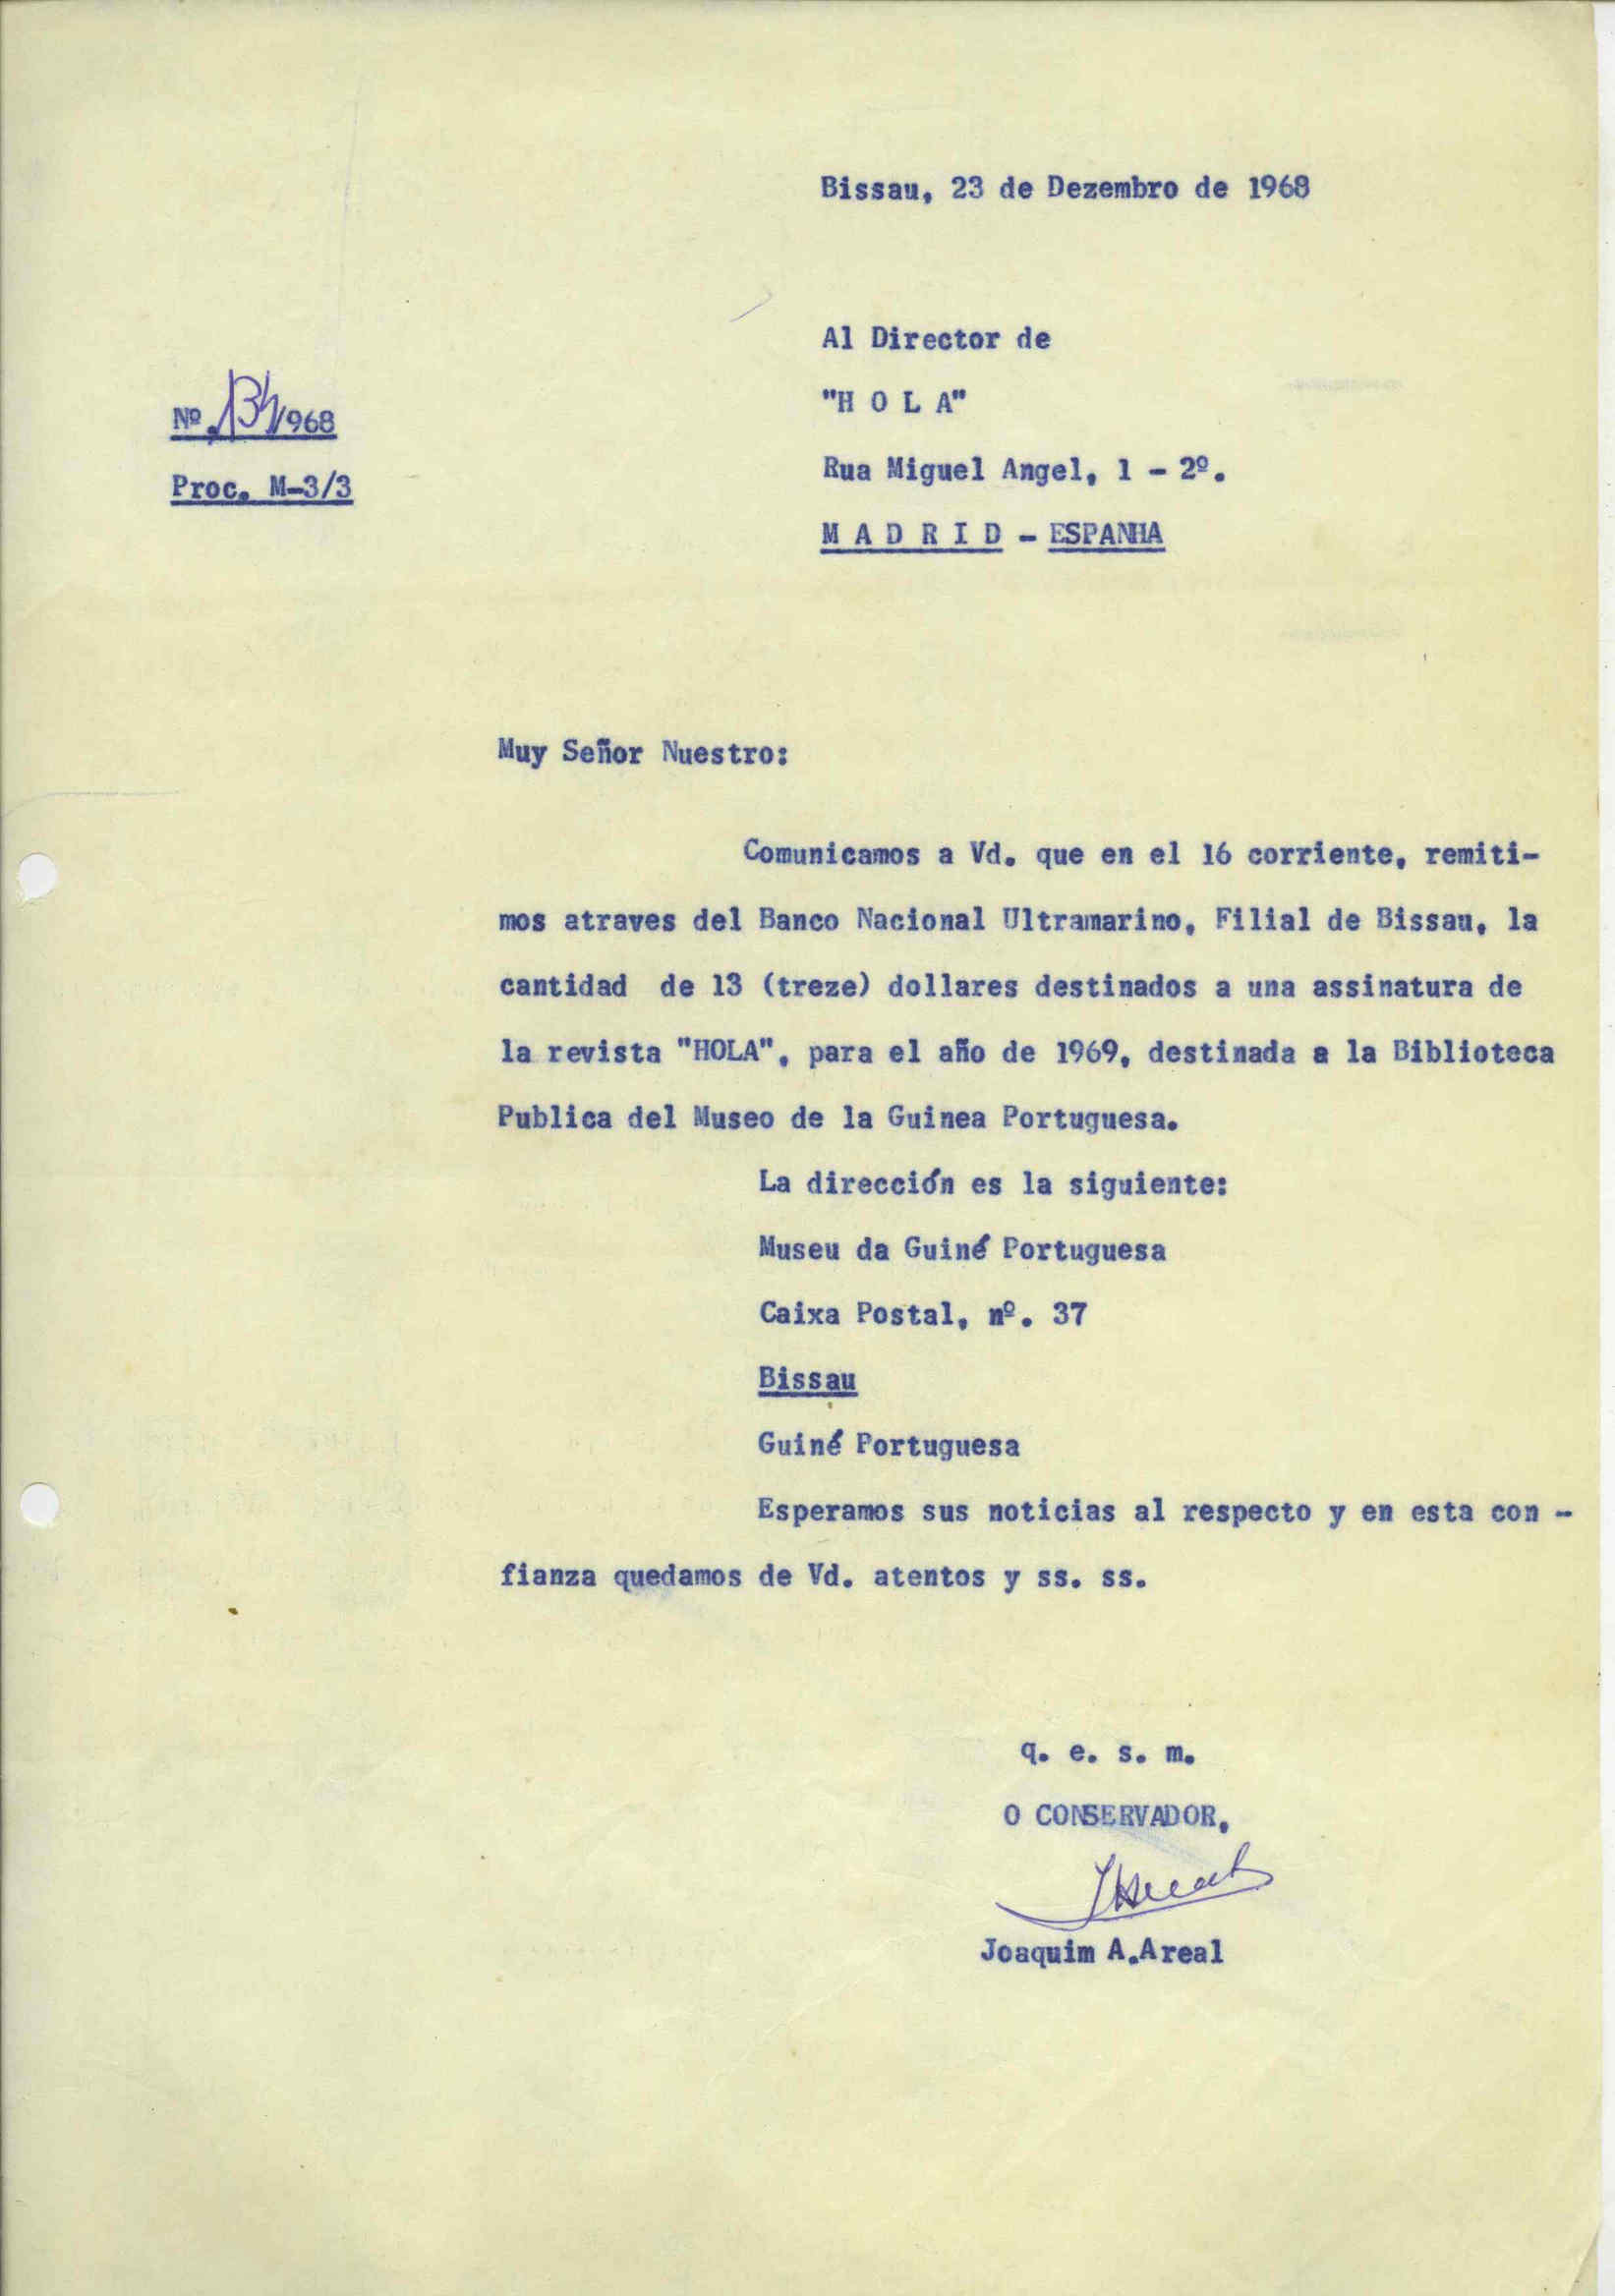 Bissau, 23 de Dezembro de 1968
Al Director de
"H O L A"
Nº. /968
Rua Miguel Angel, 1 - 2º.
Proc. M-3/3
M A D R I D - ESPANHA
Muy Señor Nuestro:
Comunicamos a Vd. que en el 16 corriente, remiti-
mos atraves del Banco Nacional Ultramarino, Filial de Bissau, la
cantidad de 13 (treze) dollares destinados a una assinatura de
la revista "HOLA", para el año de 1969, destinada a la Biblioteca
Publica del Museo de la Guinea Portuguesa.
La dirección es la siguiente:
Museu da Guiné Portuguesa
Caixa Postal, nº. 37
Bissau
Guiné Portuguesa
Esperamos sus noticias al respecto y en esta con -
fianza quedamos de Vd. atentos y ss. ss.
q. e. s. m.
O CONSERVADOR,
Joaquim A.Areal